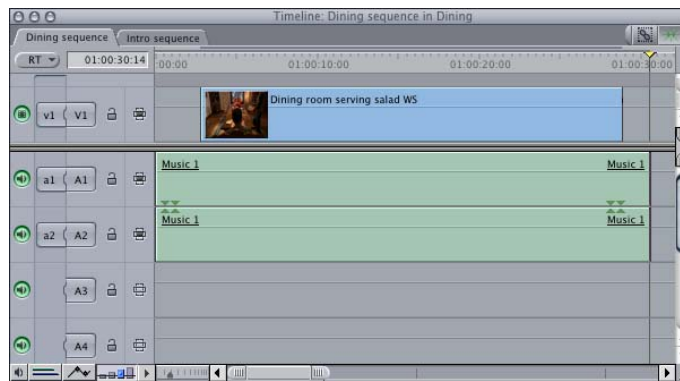 Timeline: Dining sequence in Dining
Dining sequence Intro sequence
RT 01:00:30:14 :00:00 01:00:10:00 01:00:20:00 01:00:30:00
v1 V1 Dining room serving salad WS
a1 A1 Music 1 Music 1
a2 A2 Music 1 Music 1
A3
A4